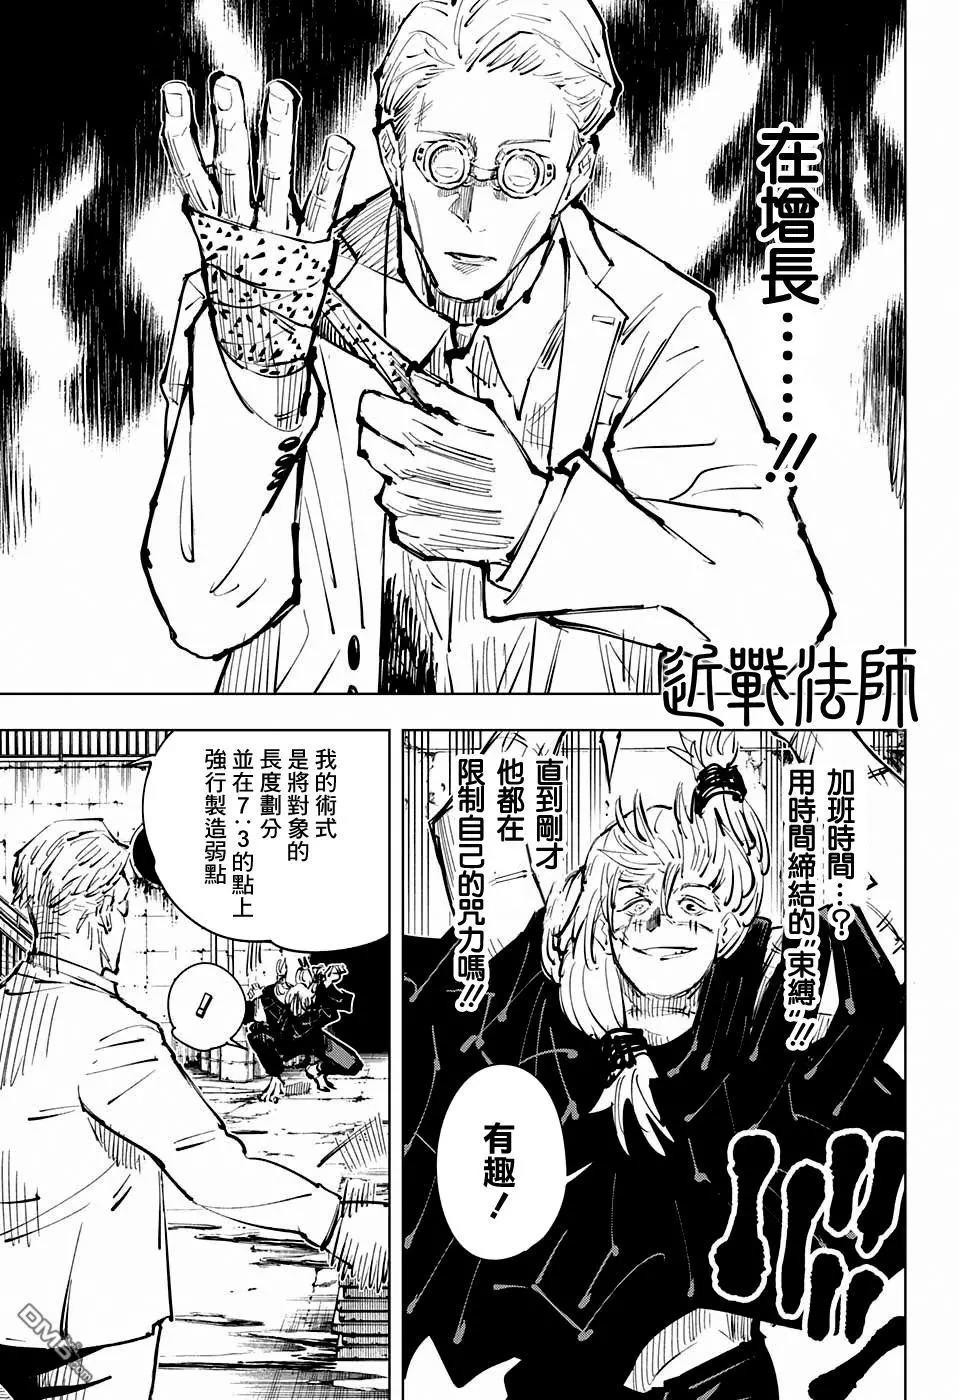 在增長……!!
近戰法師
加班時間…?
用時間締結的"束縛"!!
直到剛才
他都在
限制自己的咒力嗎!!
有趣!
我的術式
是將對象的
長度劃分
並在7:3的點上
強行製造弱點
!